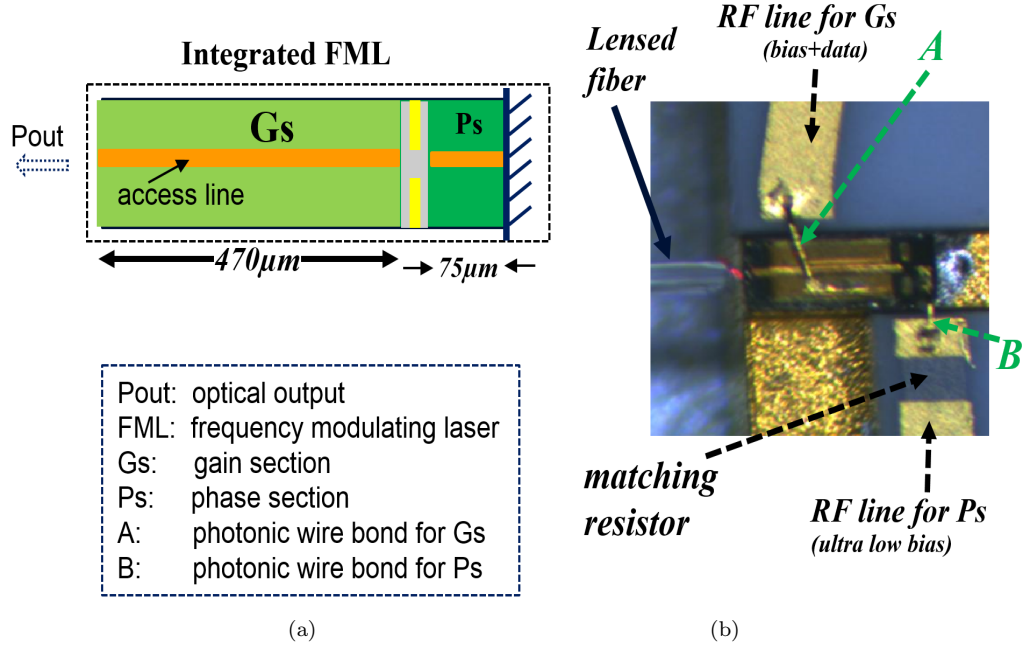 Integrated FML
Pout
Gs
Ps
access line
470μm
75μm
Pout: optical output
FML: frequency modulating laser
Gs: gain section
Ps: phase section
A: photonic wire bond for Gs
B: photonic wire bond for Ps
(a)
RF line for Gs
(bias+data)
A
Lensed
fiber
B
matching
resistor
RF line for Ps
(ultra low bias)
(b)